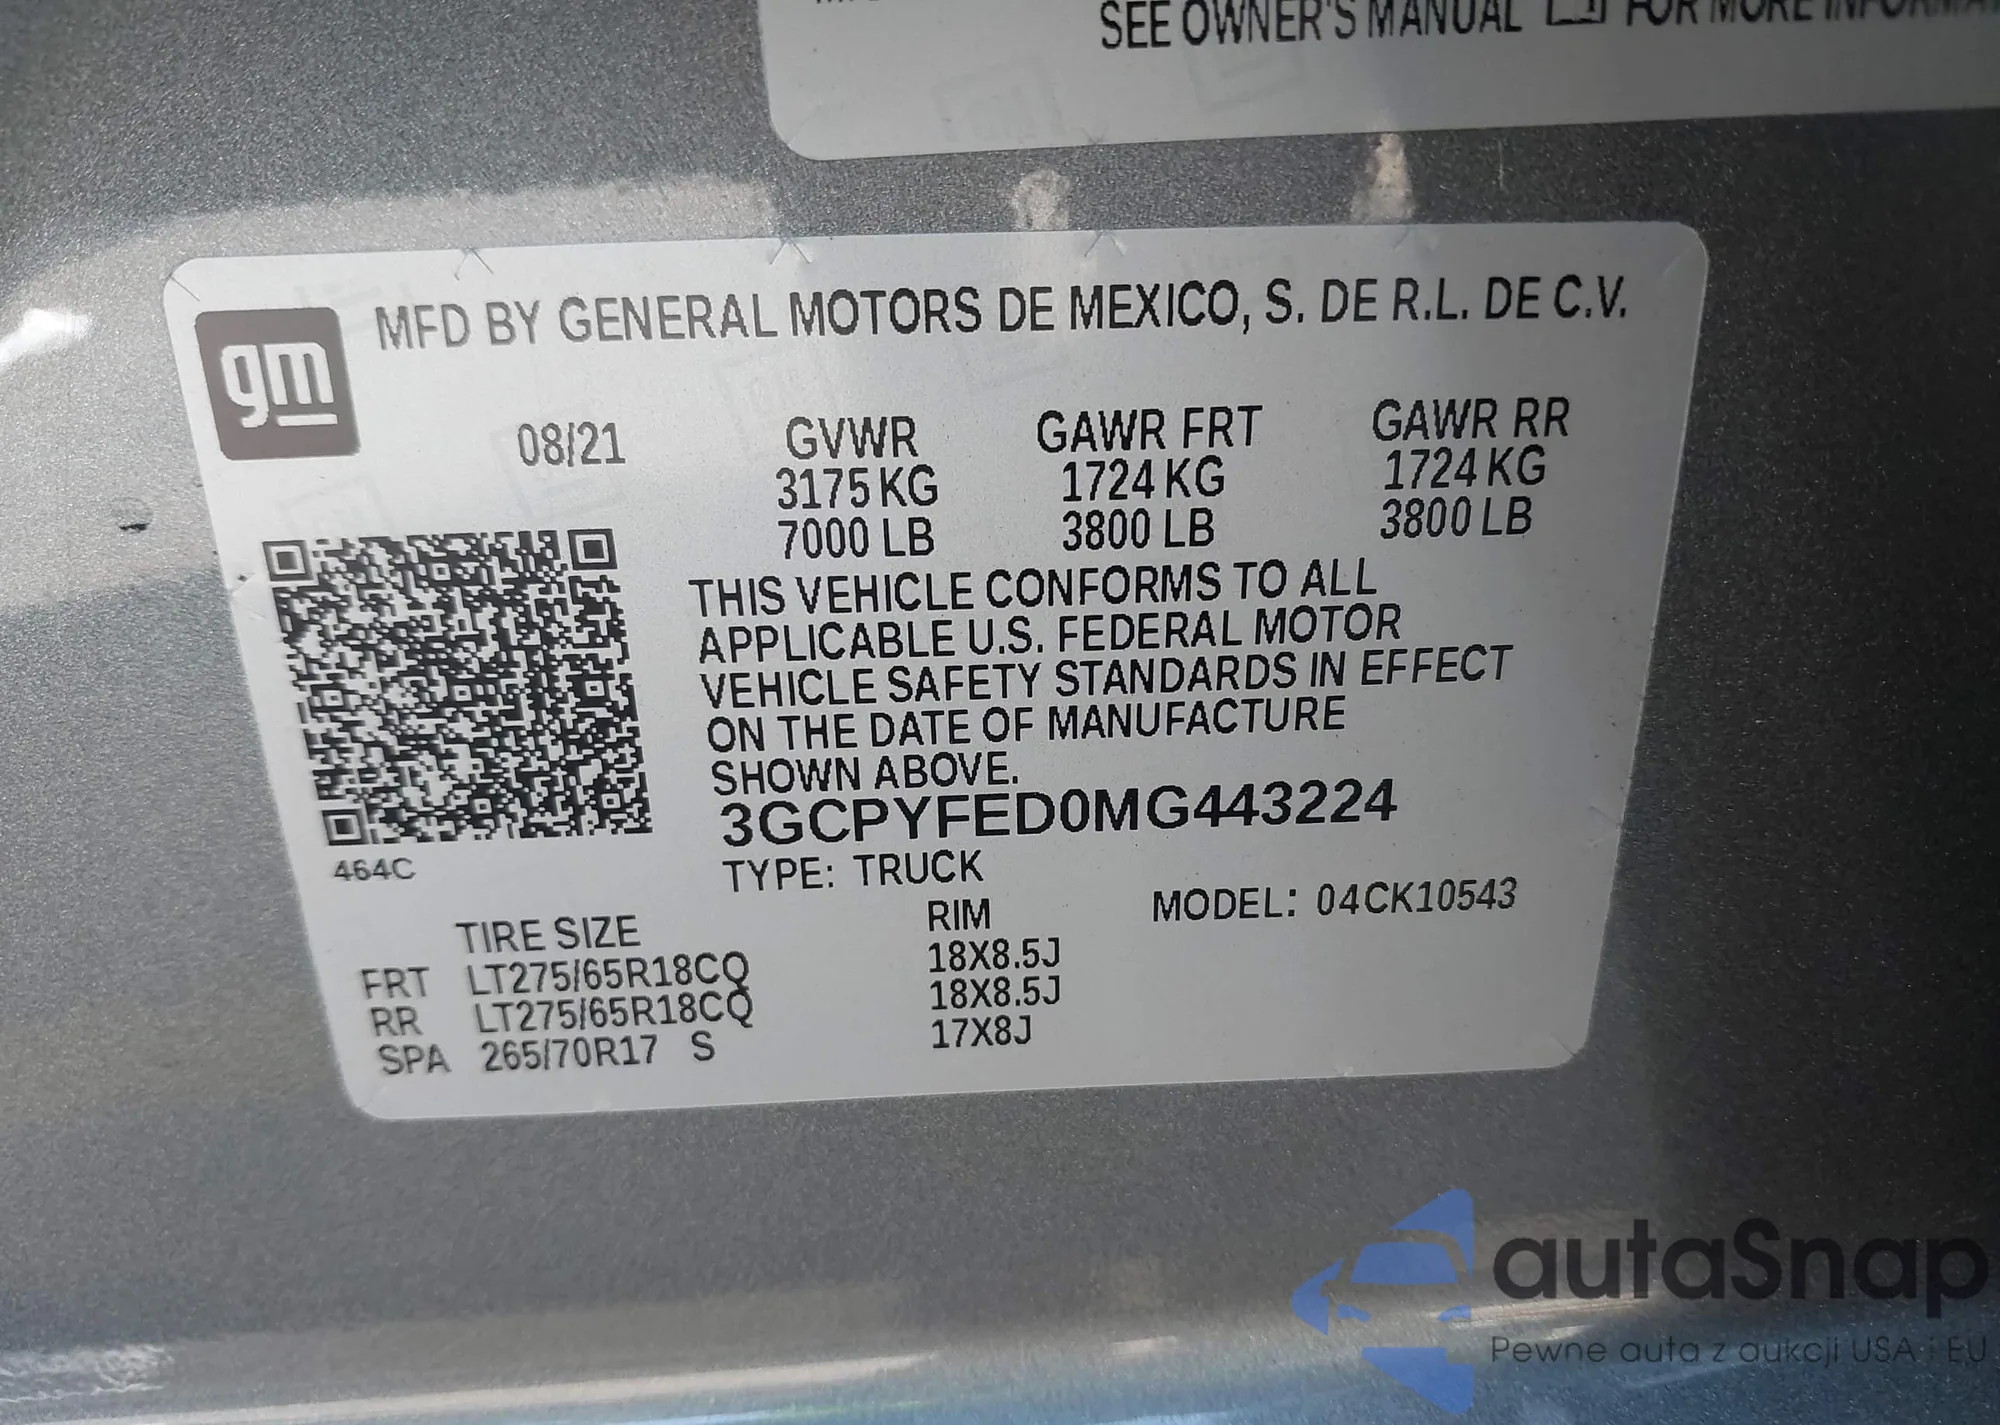 SEE OWNER'S MANUAL FOR MORE
gm
MFD BY GENERAL MOTORS DE MEXICO, S. DE R.L. DE C.V.
08/21 GVWR GAWR FRT GAWR RR
3175 KG 1724 KG 1724 KG
7000 LB 3800 LB 3800 LB
THIS VEHICLE CONFORMS TO ALL
APPLICABLE U.S. FEDERAL MOTOR
VEHICLE SAFETY STANDARDS IN EFFECT
ON THE DATE OF MANUFACTURE
SHOWN ABOVE.
3GCPYFED0MG443224
464C
TYPE: TRUCK
TIRE SIZE RIM MODEL: 04CK10543
FRT LT275/65R18CQ 18X8.5J
RR LT275/65R18CQ 18X8.5J
SPA 265/70R17 S 17X8J
autaSnap
Pewne auta z aukcji USA i EU